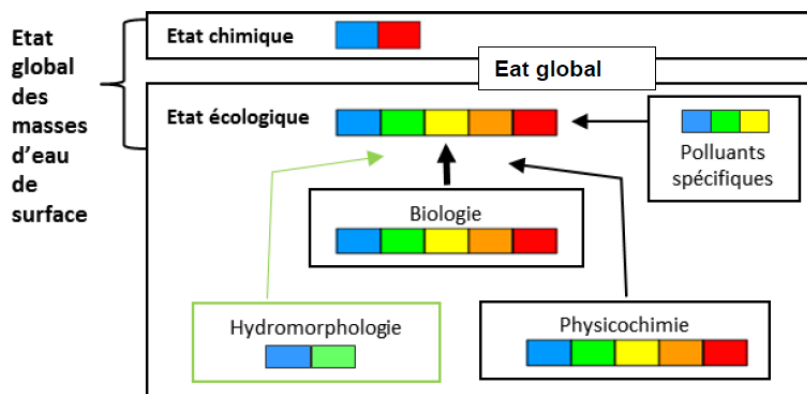 Etat
global
des
masses
d'eau
de
surface
Etat chimique
Eat global
Etat écologique
Polluants
spécifiques
Biologie
Hydromorphologie
Physicochimie